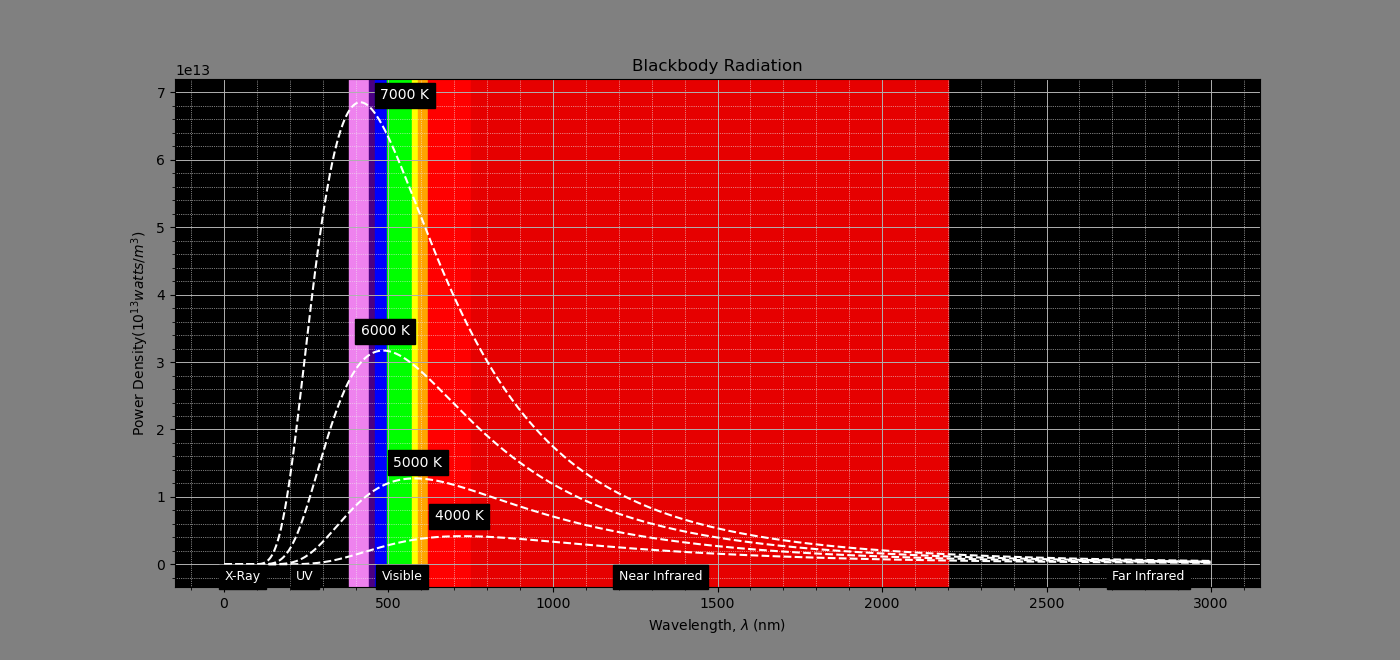 Blackbody Radiation
1e13
7
6
5
4
3
2
1
0
Power Density(10^13 watts/m^3)
7000 K
6000 K
5000 K
4000 K
X-Ray UV Visible Near Infrared Far Infrared
0 500 1000 1500 2000 2500 3000
Wavelength, λ (nm)